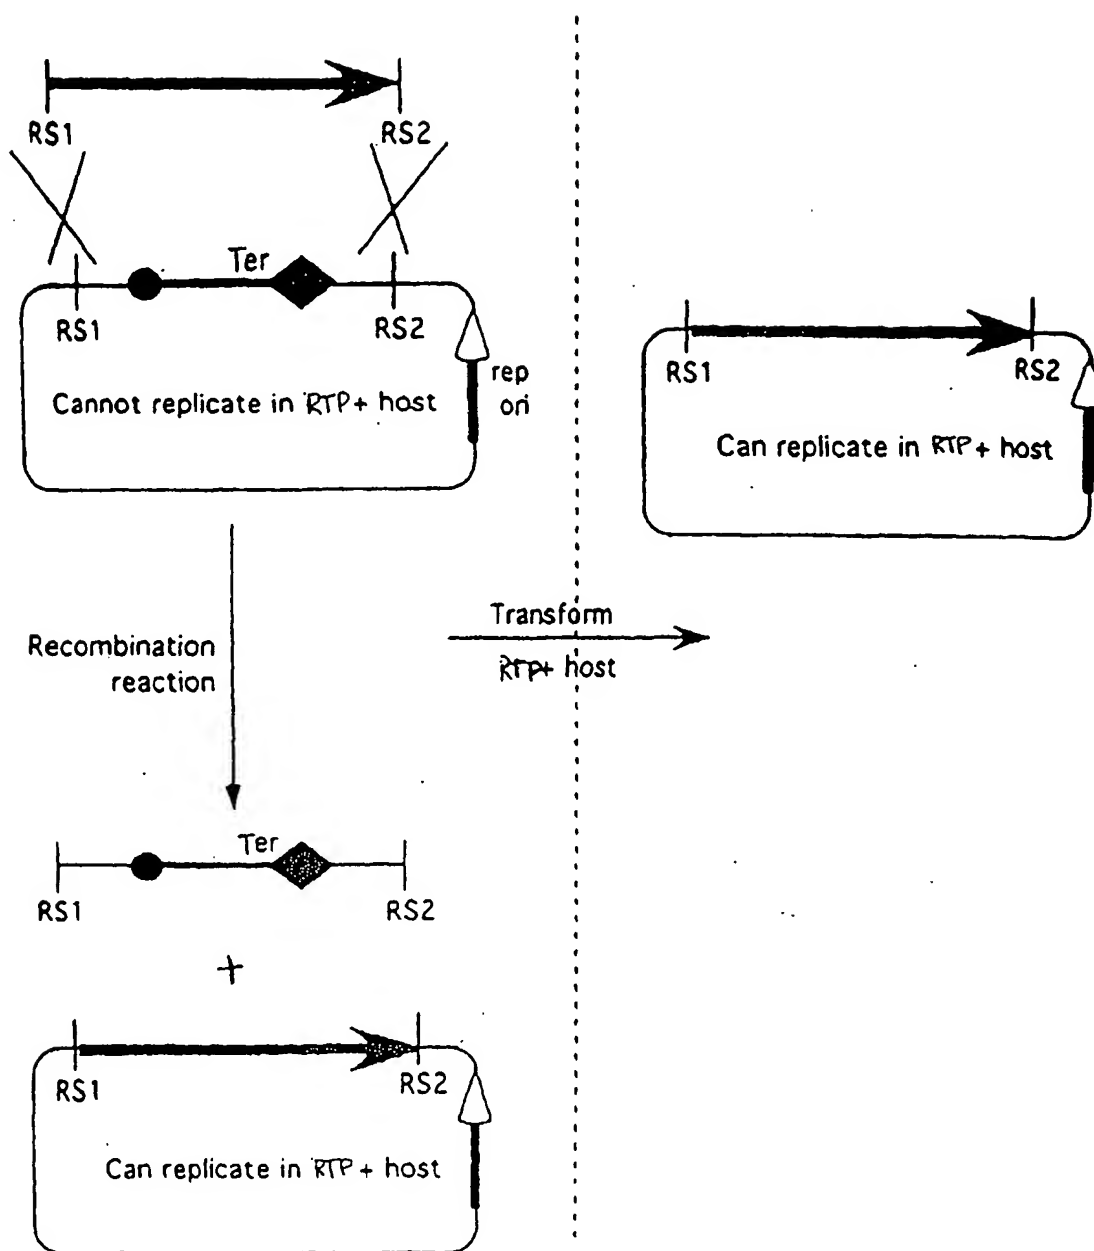 RS1
RS2
Ter
RS1
RS2
rep
ori
Cannot replicate in RTP+ host
RS1
RS2
Can replicate in RTP+ host
Recombination
reaction
Transform
RTP+ host
Ter
RS1
RS2
+
RS1
RS2
Can replicate in RTP+ host